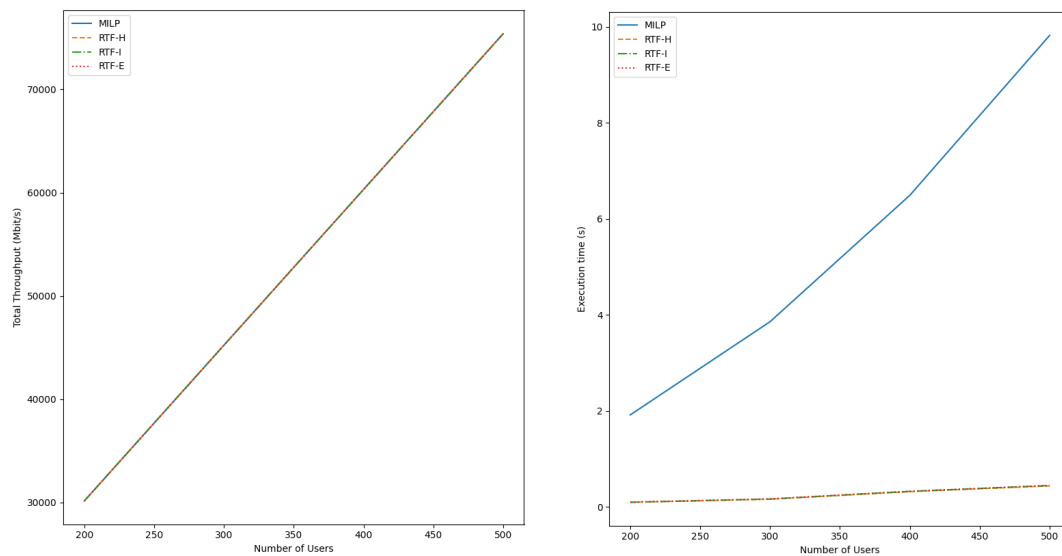 MILP
RTF-H
RTF-I
RTF-E
Total Throughput (Mbit/s)
70000
60000
50000
40000
30000
200 250 300 350 400 450 500
Number of Users
MILP
RTF-H
RTF-I
RTF-E
Execution time (s)
10
8
6
4
2
0
200 250 300 350 400 450 500
Number of Users